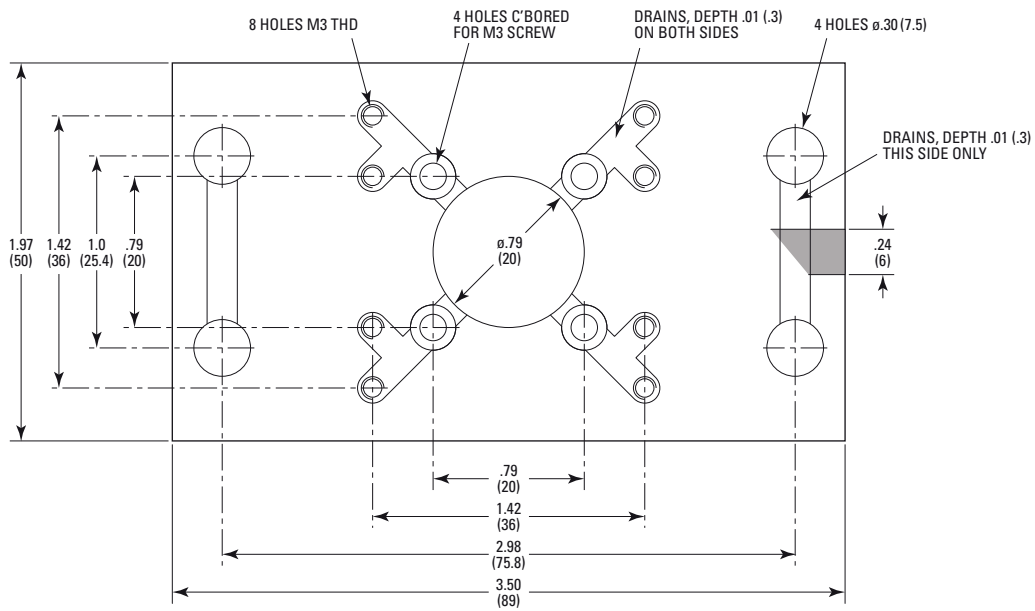 8 HOLES M3 THD
4 HOLES C'BORED
FOR M3 SCREW
DRAINS, DEPTH .01 (.3)
ON BOTH SIDES
4 HOLES ø.30 (7.5)
DRAINS, DEPTH .01 (.3)
THIS SIDE ONLY
1.97
(50)
1.42
(36)
1.0
(25.4)
.79
(20)
ø.79
(20)
.24
(6)
.79
(20)
1.42
(36)
2.98
(75.8)
3.50
(89)